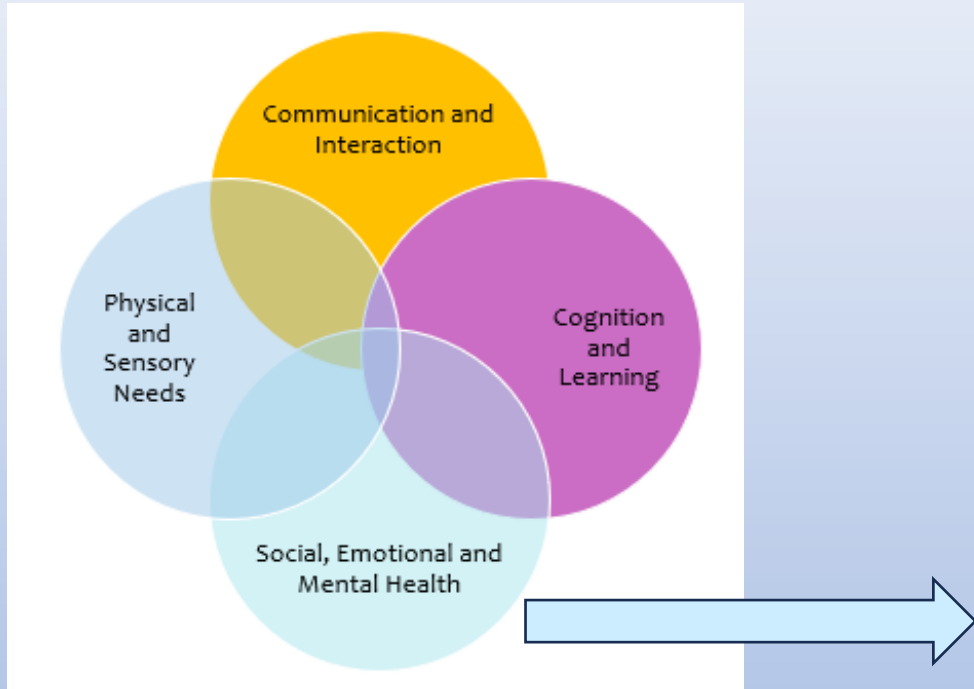 Communication and
Interaction
Physical
and
Sensory
Needs
Cognition
and
Learning
Social, Emotional and
Mental Health